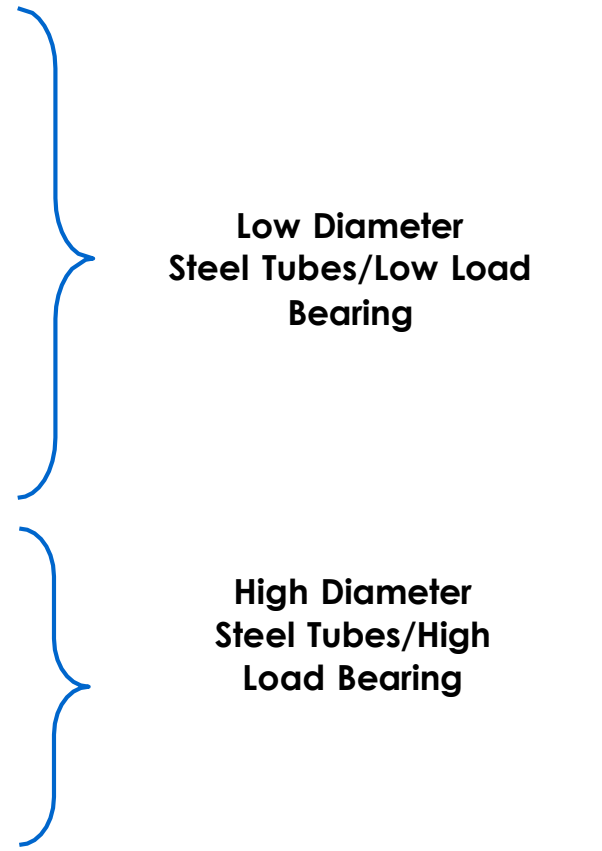 Low Diameter
Steel Tubes/Low Load
Bearing
High Diameter
Steel Tubes/High
Load Bearing